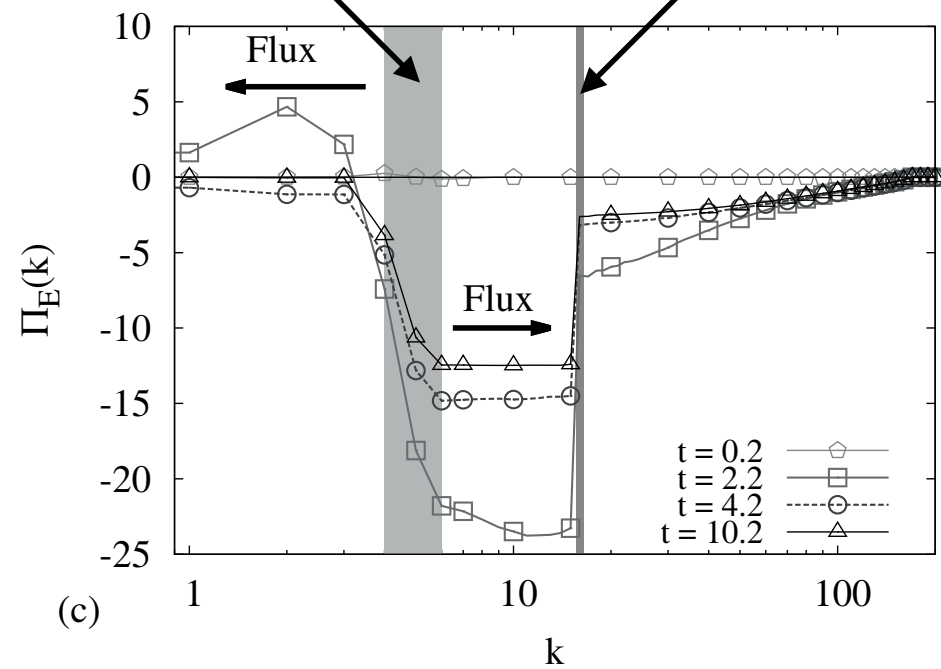 10
5
0
-5
-10
-15
-20
-25
Π_E(k)
Flux
Flux
t = 0.2
t = 2.2
t = 4.2
t = 10.2
1 10 100
(c)
k